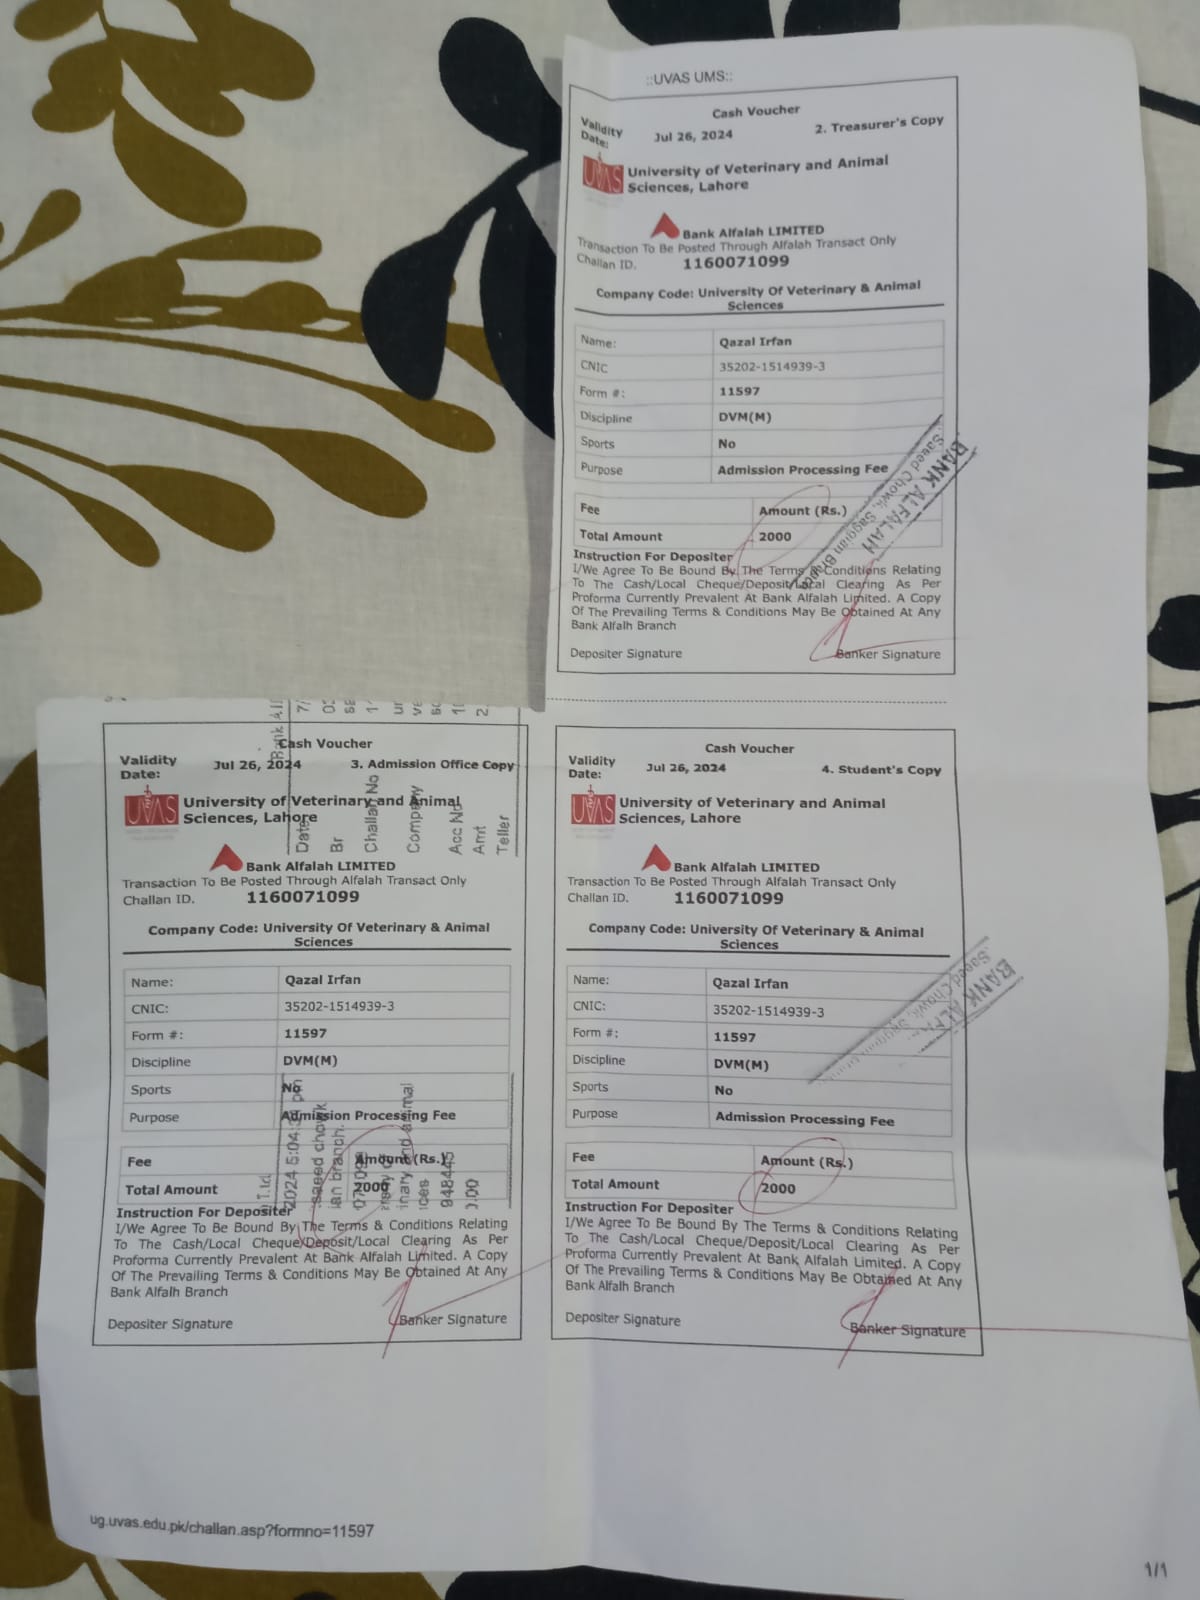 ::UVAS UMS::
Cash Voucher
Validity Date: Jul 26, 2024 2. Treasurer's Copy
UVAS University of Veterinary and Animal
Sciences, Lahore
Bank Alfalah LIMITED
Transaction To Be Posted Through Alfalah Transact Only
Challan ID. 1160071099
Company Code: University Of Veterinary & Animal
Sciences
Name: Qazal Irfan
CNIC 35202-1514939-3
Form #: 11597
Discipline DVM(M)
Sports No
Purpose Admission Processing Fee
Fee Amount (Rs.)
Total Amount 2000
BANK ALFALAH
Saeed Chowk, Saggian Branch
Instruction For Depositer
I/We Agree To Be Bound By The Terms & Conditions Relating
To The Cash/Local Cheque/Deposit/Local Clearing As Per
Proforma Currently Prevalent At Bank Alfalah Limited. A Copy
Of The Prevailing Terms & Conditions May Be Obtained At Any
Bank Alfalh Branch
Depositer Signature Banker Signature
Cash Voucher
Validity Date: Jul 26, 2024 3. Admission Office Copy
UVAS University of Veterinary and Animal
Sciences, Lahore
Bank Alfalah LIMITED
Transaction To Be Posted Through Alfalah Transact Only
Challan ID. 1160071099
Company Code: University Of Veterinary & Animal
Sciences
Name: Qazal Irfan
CNIC: 35202-1514939-3
Form #: 11597
Discipline DVM(M)
Sports No
Purpose Admission Processing Fee
Fee Amount (Rs.)
Total Amount 2000
Instruction For Depositer
I/We Agree To Be Bound By The Terms & Conditions Relating
To The Cash/Local Cheque/Deposit/Local Clearing As Per
Proforma Currently Prevalent At Bank Alfalah Limited. A Copy
Of The Prevailing Terms & Conditions May Be Obtained At Any
Bank Alfalh Branch
Depositer Signature Banker Signature
Date
Br
Challan No
Company
Acc No
Amt
Teller
Cash Voucher
Validity Date: Jul 26, 2024 4. Student's Copy
UVAS University of Veterinary and Animal
Sciences, Lahore
Bank Alfalah LIMITED
Transaction To Be Posted Through Alfalah Transact Only
Challan ID. 1160071099
Company Code: University Of Veterinary & Animal
Sciences
Name: Qazal Irfan
CNIC: 35202-1514939-3
Form #: 11597
Discipline DVM(M)
Sports No
Purpose Admission Processing Fee
Fee Amount (Rs.)
Total Amount 2000
BANK ALF
Saeed Chowk, Saggian
Instruction For Depositer
I/We Agree To Be Bound By The Terms & Conditions Relating
To The Cash/Local Cheque/Deposit/Local Clearing As Per
Proforma Currently Prevalent At Bank Alfalah Limited. A Copy
Of The Prevailing Terms & Conditions May Be Obtained At Any
Bank Alfalh Branch
Depositer Signature Banker Signature
ug.uvas.edu.pk/challan.asp?formno=11597
1/1